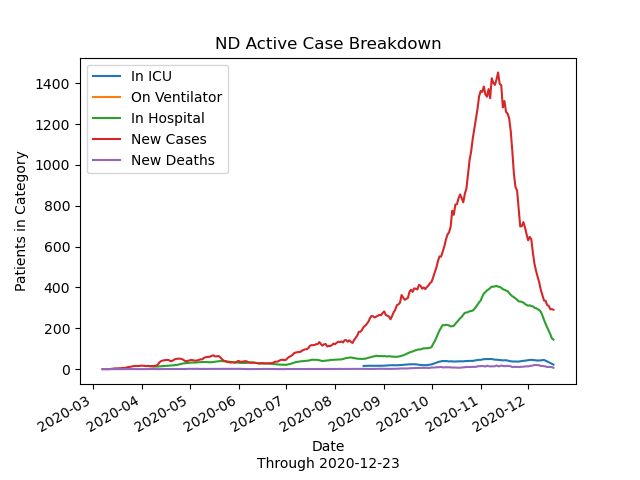 ND Active Case Breakdown
In ICU
On Ventilator
In Hospital
New Cases
New Deaths
Patients in Category
1400
1200
1000
800
600
400
200
0
2020-03
2020-04
2020-05
2020-06
2020-07
2020-08
2020-09
2020-10
2020-11
2020-12
Date
Through 2020-12-23